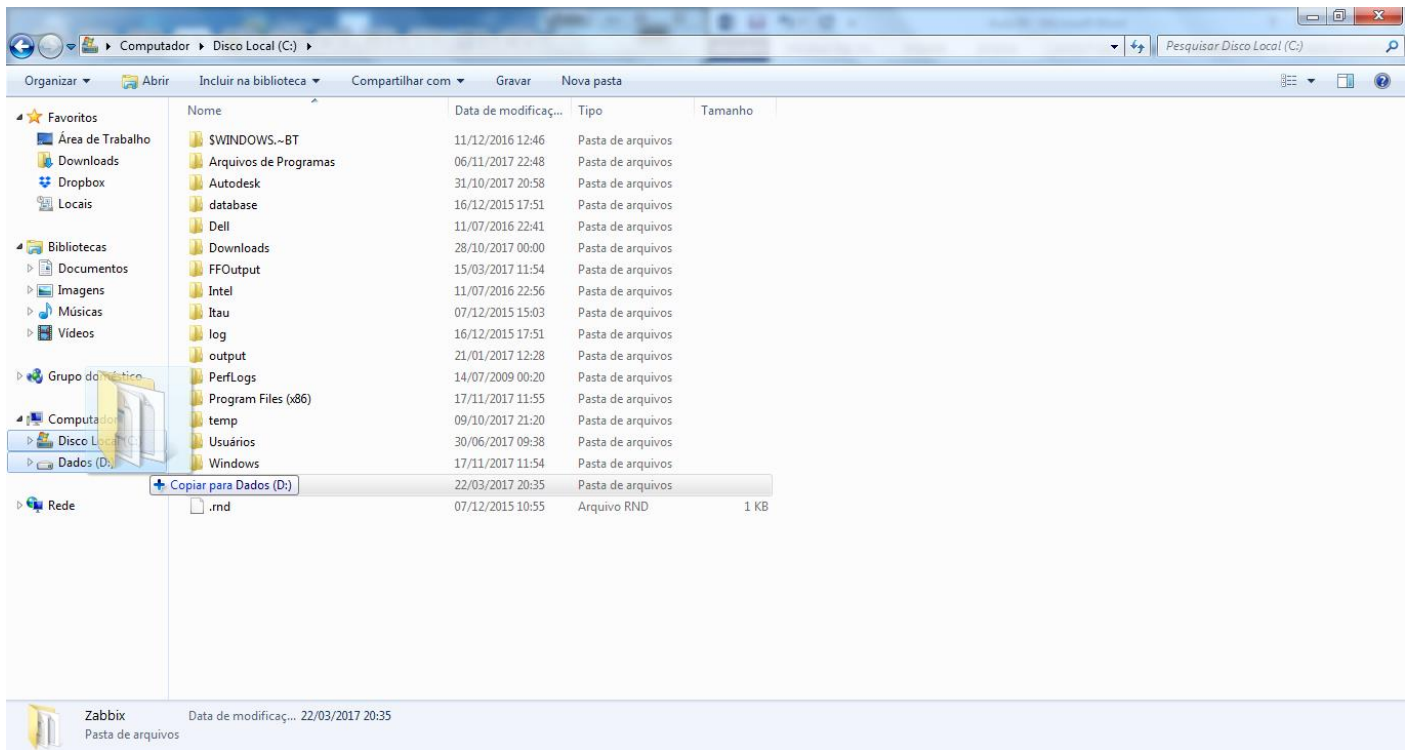 Computador Disco Local (C:)
Pesquisar Disco Local (C:)
Organizar Abrir Incluir na biblioteca Compartilhar com Gravar Nova pasta
Favoritos
Área de Trabalho
Downloads
Dropbox
Locais
Bibliotecas
Documentos
Imagens
Músicas
Vídeos
Grupo doméstico
Computador
Disco Local (C:)
Dados (D:)
Rede
Nome Data de modificaç... Tipo Tamanho
$WINDOWS.~BT 11/12/2016 12:46 Pasta de arquivos
Arquivos de Programas 06/11/2017 22:48 Pasta de arquivos
Autodesk 31/10/2017 20:58 Pasta de arquivos
database 16/12/2015 17:51 Pasta de arquivos
Dell 11/07/2016 22:41 Pasta de arquivos
Downloads 28/10/2017 00:00 Pasta de arquivos
FFOutput 15/03/2017 11:54 Pasta de arquivos
Intel 11/07/2016 22:56 Pasta de arquivos
Itau 07/12/2015 15:03 Pasta de arquivos
log 16/12/2015 17:51 Pasta de arquivos
output 21/01/2017 12:28 Pasta de arquivos
PerfLogs 14/07/2009 00:20 Pasta de arquivos
Program Files (x86) 17/11/2017 11:55 Pasta de arquivos
temp 09/10/2017 21:20 Pasta de arquivos
Usuários 30/06/2017 09:38 Pasta de arquivos
Windows 17/11/2017 11:54 Pasta de arquivos
Copiar para Dados (D:) 22/03/2017 20:35 Pasta de arquivos
.rnd 07/12/2015 10:55 Arquivo RND 1 KB
Zabbix Data de modificaç... 22/03/2017 20:35
Pasta de arquivos